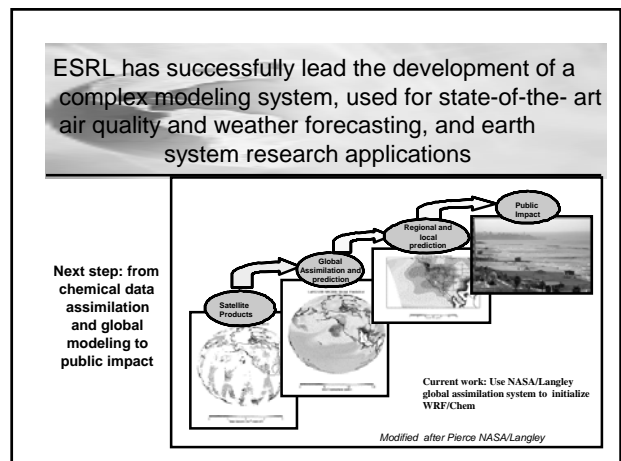 ESRL has successfully lead the development of a
complex modeling system, used for state-of-the- art
air quality and weather forecasting, and earth
system research applications
Public
Impact
Regional and
local
prediction
Global
Assimilation and
prediction
Satellite
Products
Next step: from
chemical data
assimilation
and global
modeling to
public impact
Current work: Use NASA/Langley
global assimilation system to initialize
WRF/Chem
Modified after Pierce NASA/Langley